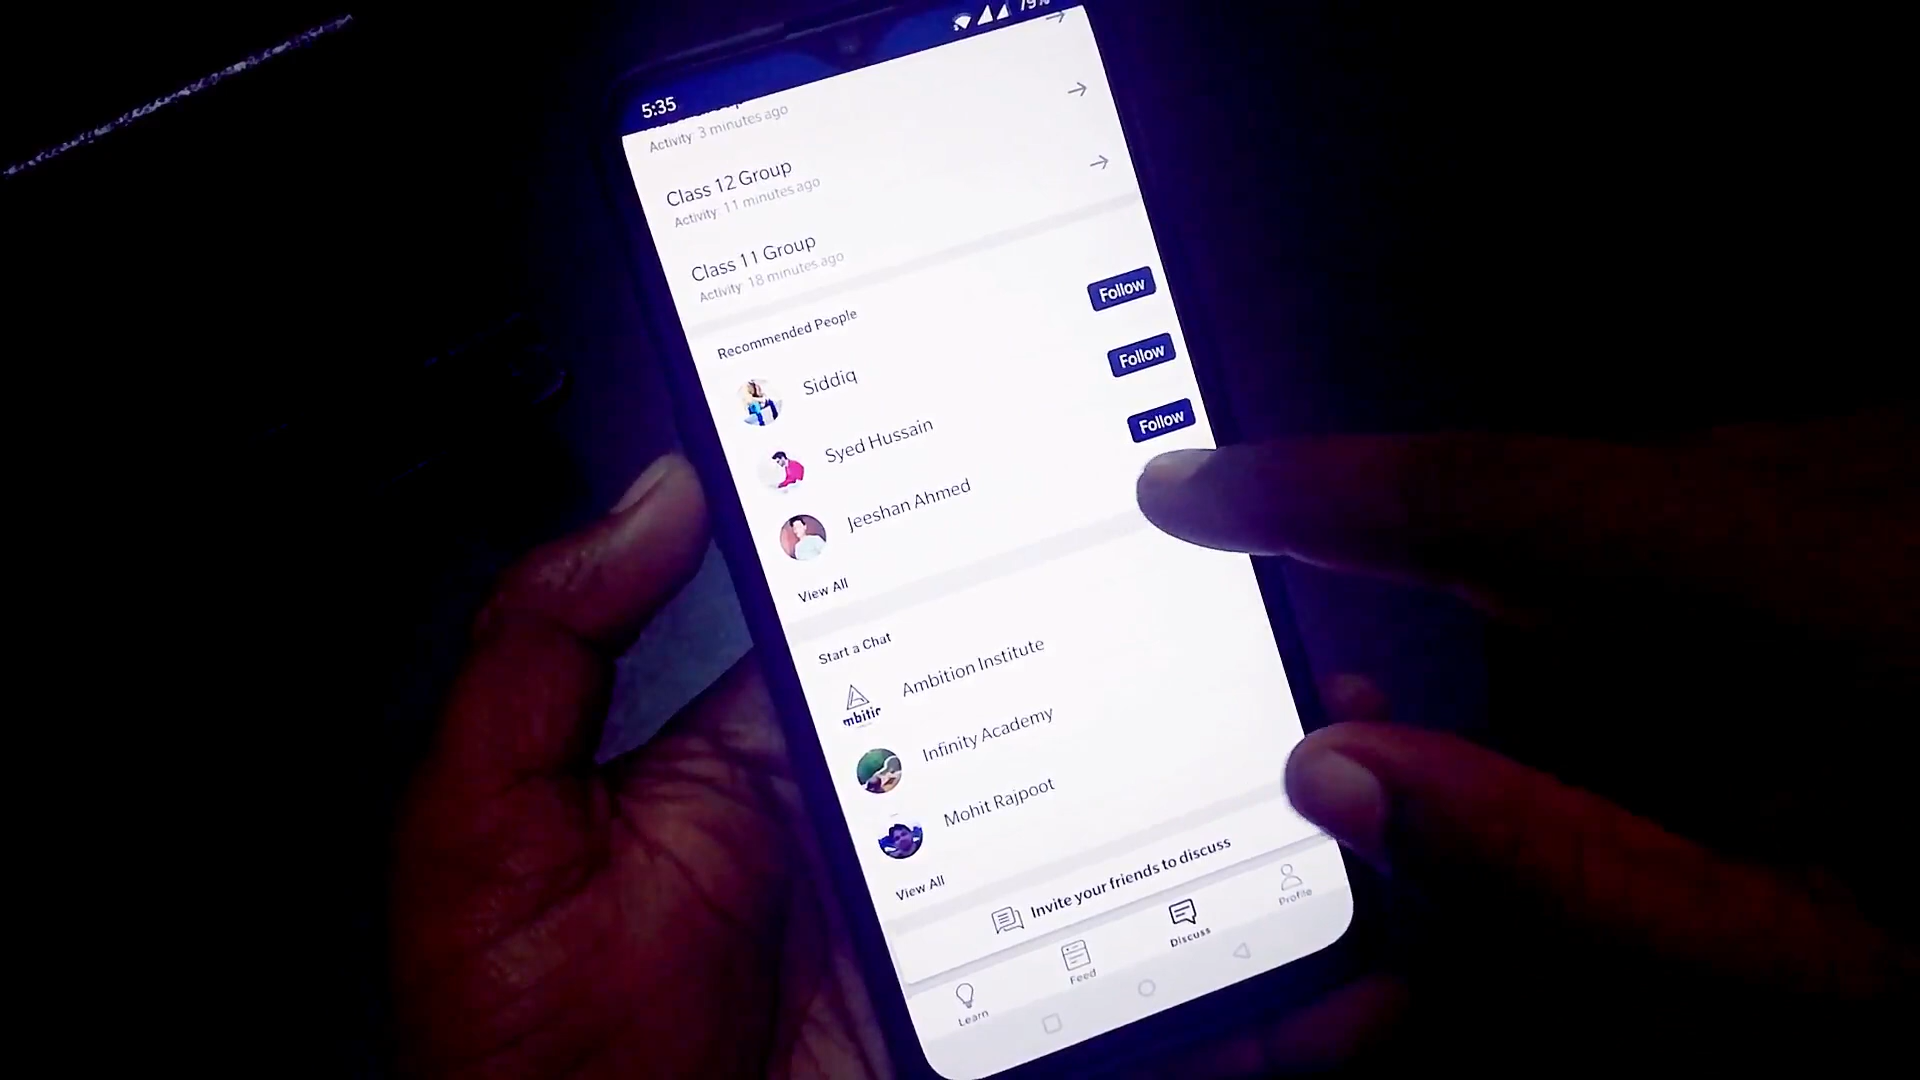 5:35
79%
Activity: 3 minutes ago
Class 12 Group
Activity: 11 minutes ago
Class 11 Group
Activity: 18 minutes ago
Recommended People
Siddiq
Follow
Syed Hussain
Follow
Jeeshan Ahmed
Follow
View All
Start a Chat
mbitic
Ambition Institute
Infinity Academy
Mohit Rajpoot
View All
Invite your friends to discuss
Learn
Feed
Discuss
Profile